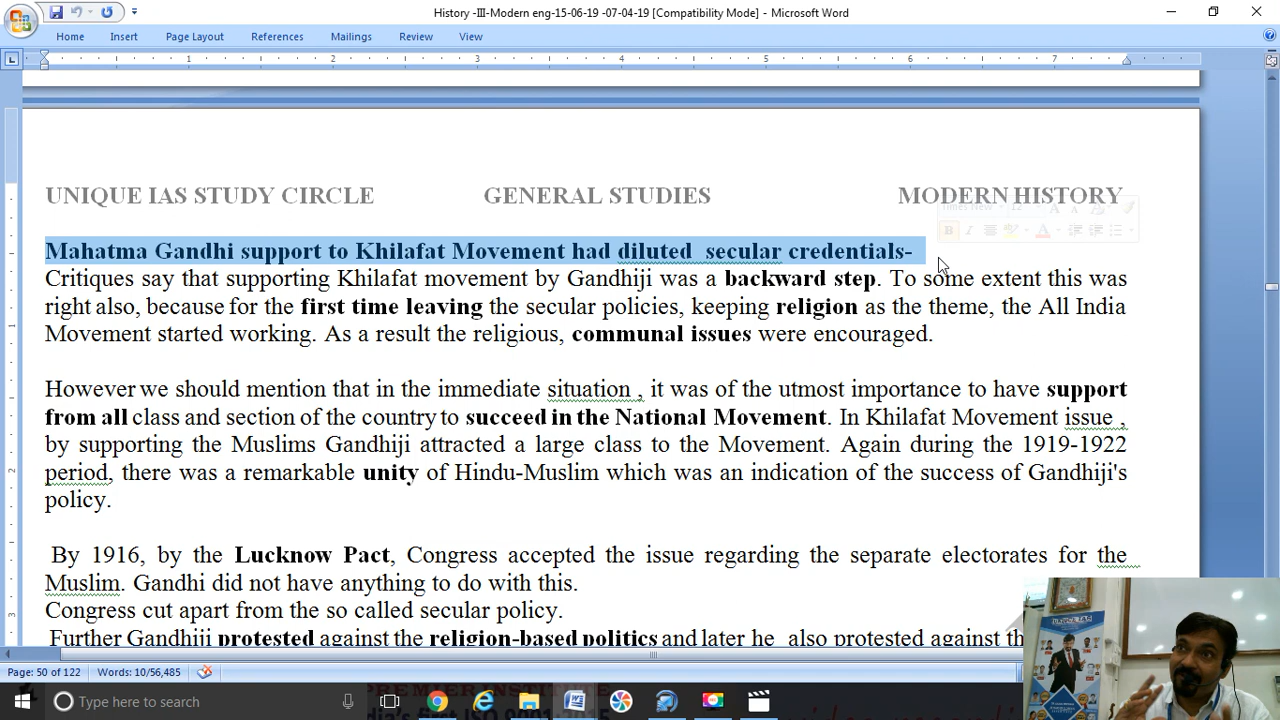 History -III-Modern eng-15-06-19 -07-04-19 [Compatibility Mode] - Microsoft Word
Home Insert Page Layout References Mailings Review View
1 2 3 4 5 6 7
UNIQUE IAS STUDY CIRCLE GENERAL STUDIES MODERN HISTORY
Mahatma Gandhi support to Khilafat Movement had diluted secular credentials-
Critiques say that supporting Khilafat movement by Gandhiji was a backward step. To some extent this was
right also, because for the first time leaving the secular policies, keeping religion as the theme, the All India
Movement started working. As a result the religious, communal issues were encouraged.
However we should mention that in the immediate situation , it was of the utmost importance to have support
from all class and section of the country to succeed in the National Movement. In Khilafat Movement issue ,
by supporting the Muslims Gandhiji attracted a large class to the Movement. Again during the 1919-1922
period, there was a remarkable unity of Hindu-Muslim which was an indication of the success of Gandhiji's
policy.
By 1916, by the Lucknow Pact, Congress accepted the issue regarding the separate electorates for the
Muslim. Gandhi did not have anything to do with this.
Congress cut apart from the so called secular policy.
Further Gandhiji protested against the religion-based politics and later he also protested against
Page: 50 of 122 Words: 10/56,485
Type here to search